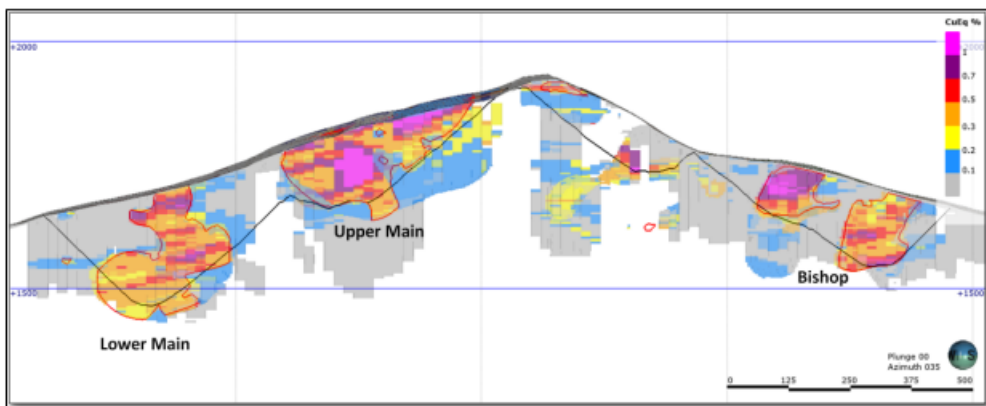 CuEq %
+2000
+2000
1
0.7
0.5
0.3
0.2
0.1
Upper Main
Bishop
+1500
+1500
Lower Main
Plunge 00
Azimuth 035
0 125 250 375 500